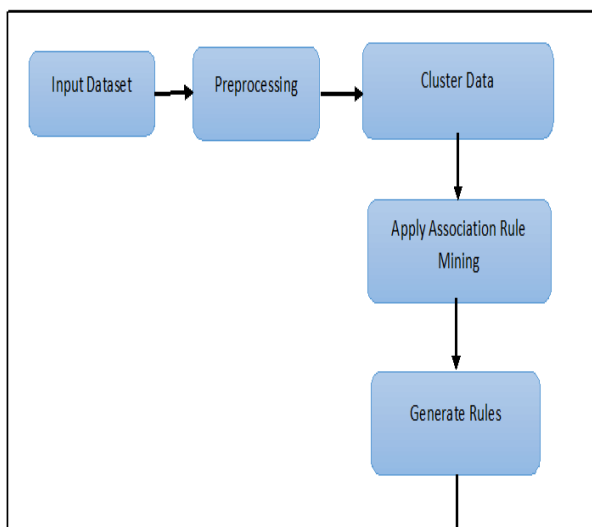 Input Dataset
Preprocessing
Cluster Data
Apply Association Rule
Mining
Generate Rules